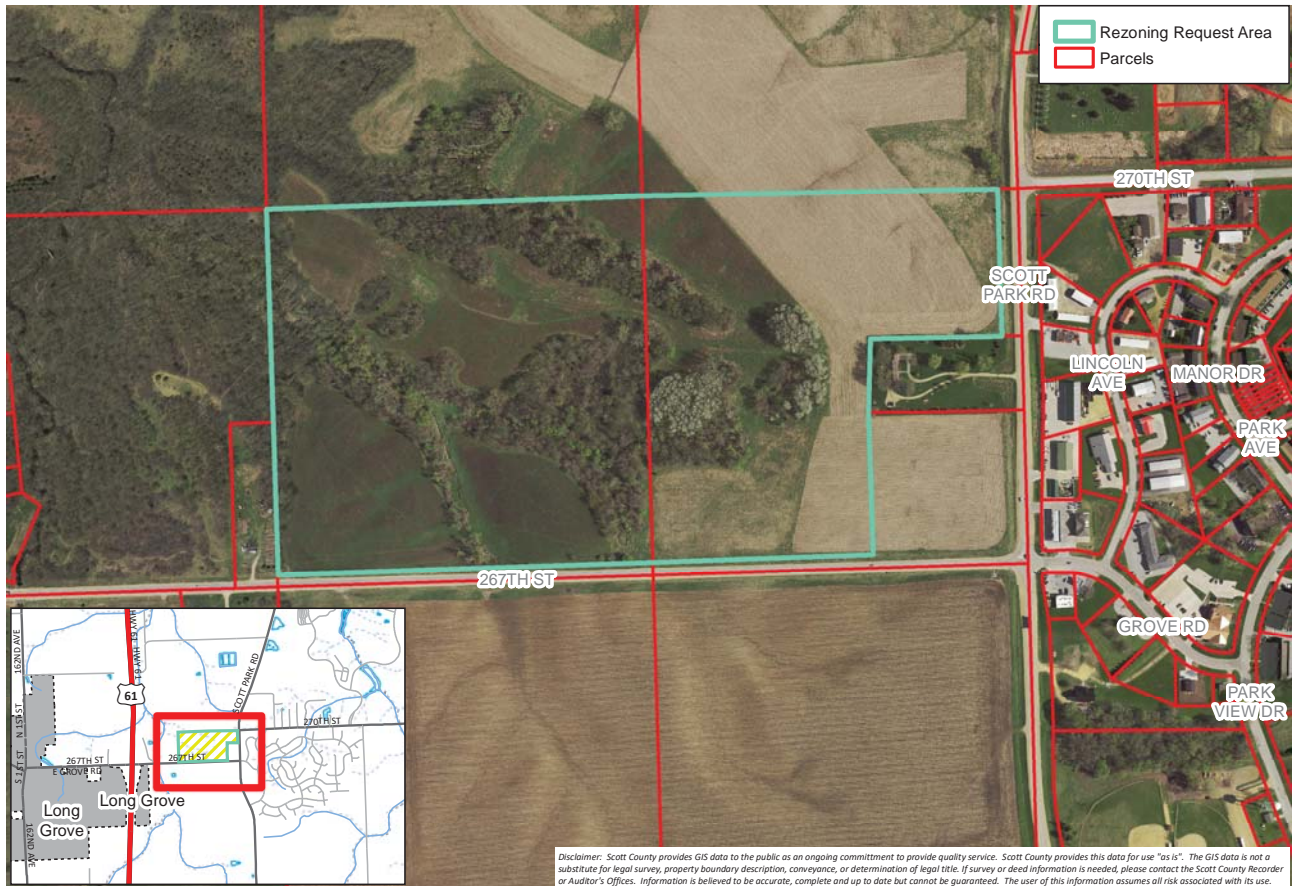 Rezoning Request Area
Parcels
270TH ST
SCOTT
PARK RD
LINCOLN
AVE
MANOR DR
PARK
AVE
267TH ST
GROVE RD
PARK
VIEW DR
162ND AVE
HWY 61
HWY 61
61
SCOTT PARK RD
N 1ST ST
270TH ST
267TH ST
267TH ST
E GROVE RD
S 1ST ST
Long Grove
Long
Grove
162ND AVE
Disclaimer: Scott County provides GIS data to the public as an ongoing commitment to provide quality service. Scott County provides this data for use "as is". The GIS data is not a
substitute for legal survey, property boundary description, conveyance, or determination of legal title. If survey or deed information is needed, please contact the Scott County Recorder
or Auditor's Offices. Information is believed to be accurate, complete and up to date but cannot be guaranteed. The user of this information assumes all risk associated with its use.